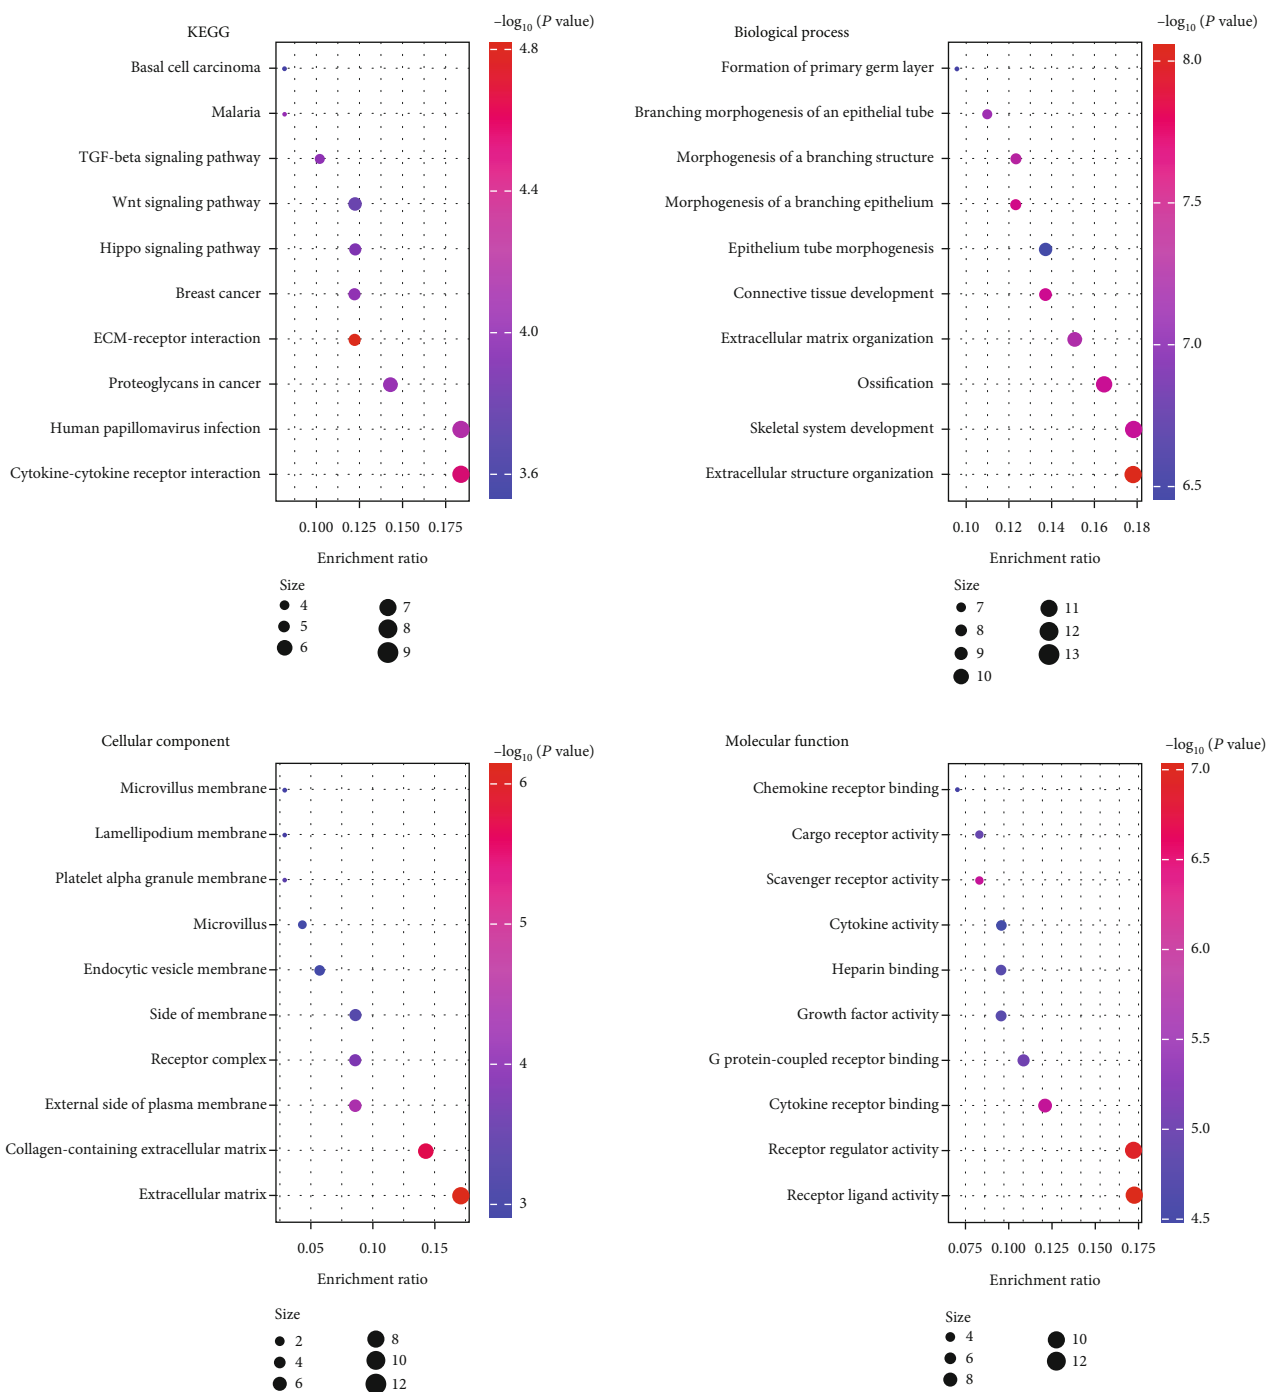 KEGG
–log10 (P value)
Basal cell carcinoma
Malaria
TGF-beta signaling pathway
Wnt signaling pathway
Hippo signaling pathway
Breast cancer
ECM-receptor interaction
Proteoglycans in cancer
Human papillomavirus infection
Cytokine-cytokine receptor interaction
4.8
4.4
4.0
3.6
0.100 0.125 0.150 0.175
Enrichment ratio
Size
4
5
6
7
8
9
Biological process
–log10 (P value)
Formation of primary germ layer
Branching morphogenesis of an epithelial tube
Morphogenesis of a branching structure
Morphogenesis of a branching epithelium
Epithelium tube morphogenesis
Connective tissue development
Extracellular matrix organization
Ossification
Skeletal system development
Extracellular structure organization
8.0
7.5
7.0
6.5
0.10 0.12 0.14 0.16 0.18
Enrichment ratio
Size
7
8
9
10
11
12
13
Cellular component
–log10 (P value)
Microvillus membrane
Lamellipodium membrane
Platelet alpha granule membrane
Microvillus
Endocytic vesicle membrane
Side of membrane
Receptor complex
External side of plasma membrane
Collagen-containing extracellular matrix
Extracellular matrix
6
5
4
3
0.05 0.10 0.15
Enrichment ratio
Size
2
4
6
8
10
12
Molecular function
–log10 (P value)
Chemokine receptor binding
Cargo receptor activity
Scavenger receptor activity
Cytokine activity
Heparin binding
Growth factor activity
G protein-coupled receptor binding
Cytokine receptor binding
Receptor regulator activity
Receptor ligand activity
7.0
6.5
6.0
5.5
5.0
4.5
0.075 0.100 0.125 0.150 0.175
Enrichment ratio
Size
4
6
8
10
12